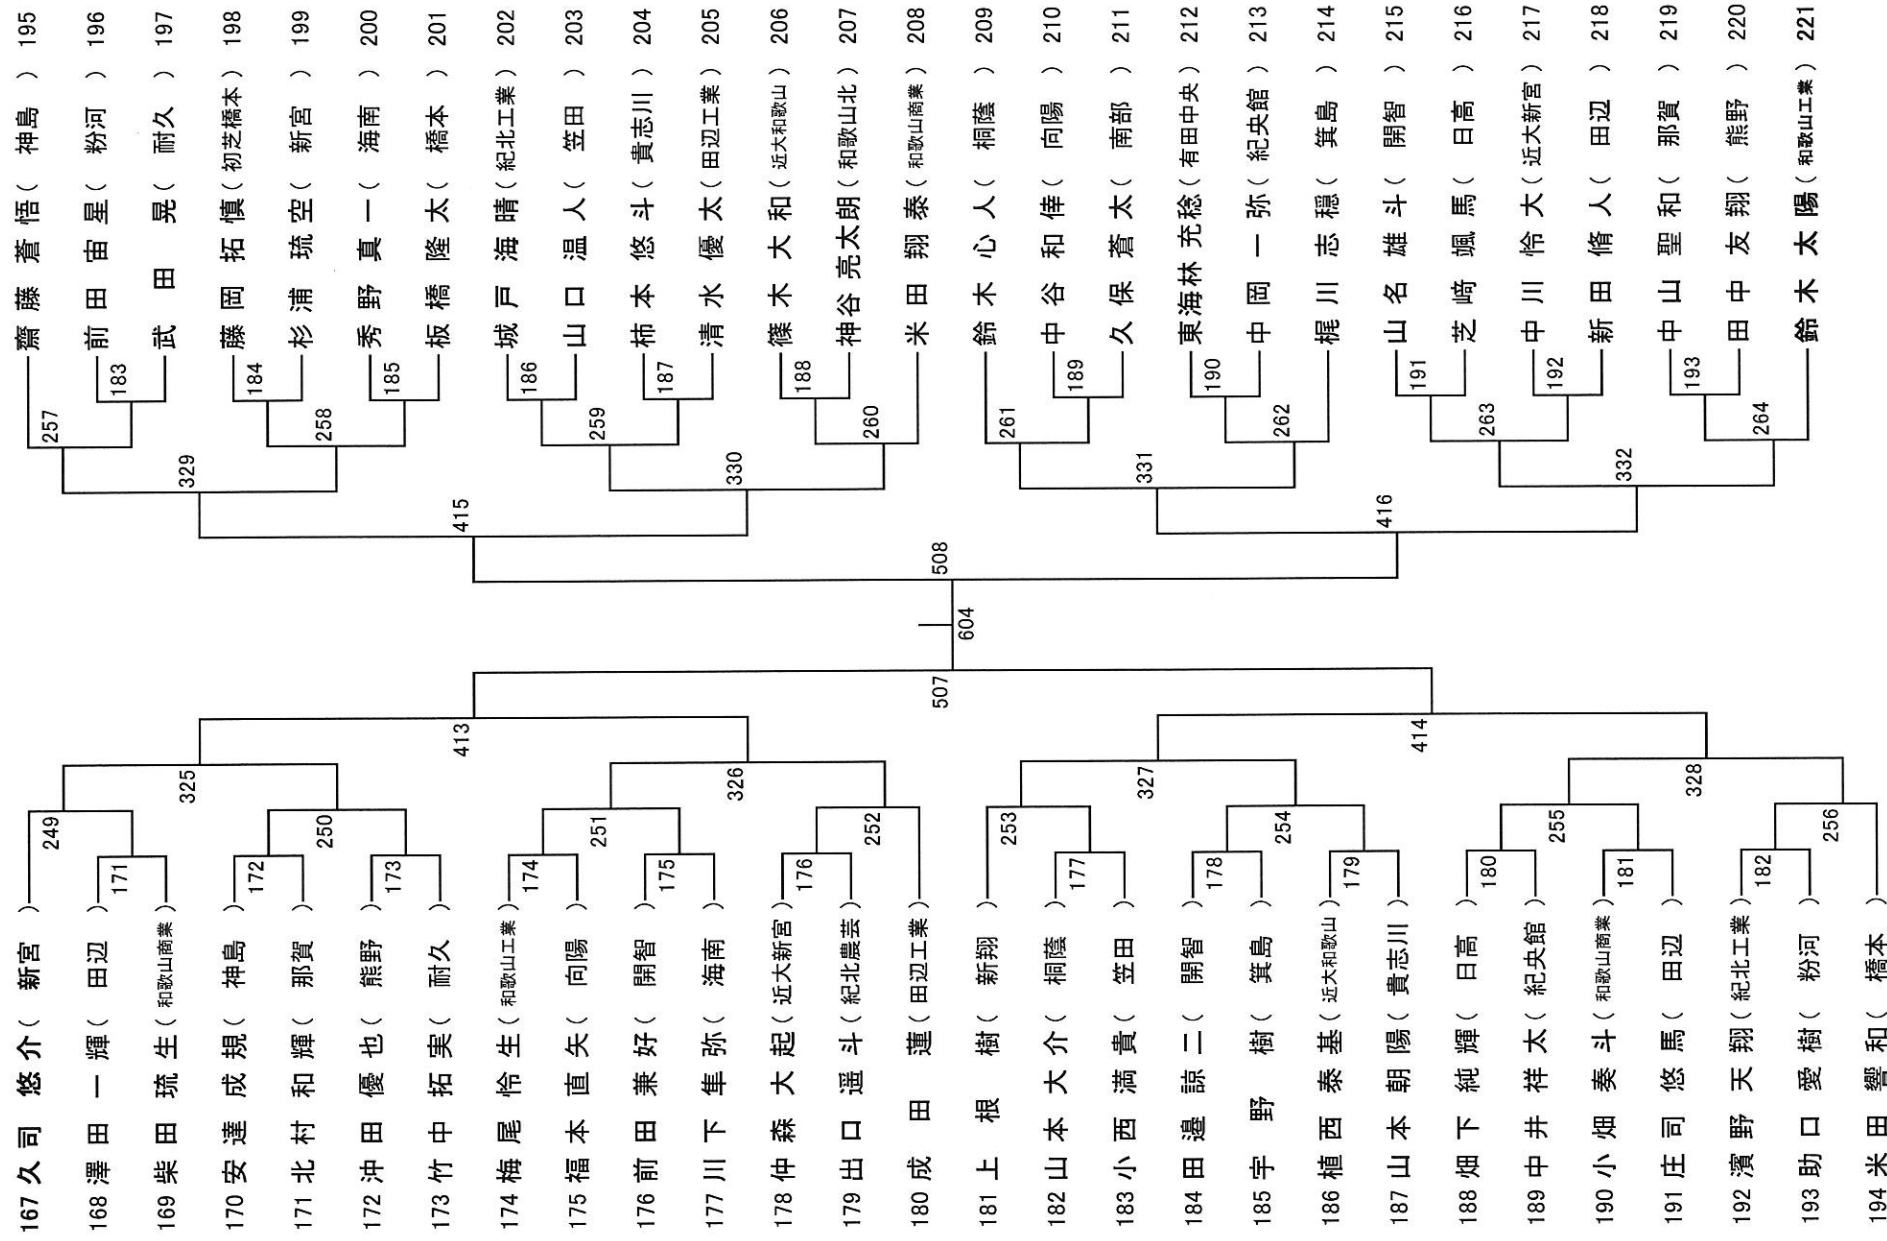 167 久司 悠介 ( 新宮 )
168 澤田 一輝 ( 田辺 )
169 柴田 琉生 ( 和歌山商業 )
170 安達 成規 ( 神島 )
171 北村 和輝 ( 那賀 )
172 沖田 優也 ( 熊野 )
173 竹中 拓実 ( 耐久 )
174 梅尾 怜生 ( 和歌山工業 )
175 福本 直矢 ( 向陽 )
176 前田 兼好 ( 開智 )
177 川下 隼弥 ( 海南 )
178 仲森 大起 ( 近大新宮 )
179 出口 遥斗 ( 紀北農芸 )
180 成田 蓮 ( 田辺工業 )
181 上根 樹 ( 新翔 )
182 山本 大介 ( 桐蔭 )
183 小西 満貴 ( 笠田 )
184 田邉 諒二 ( 開智 )
185 宇野 樹 ( 箕島 )
186 植西 泰基 ( 近大和歌山 )
187 山本 朝陽 ( 貴志川 )
188 畑下 純輝 ( 日高 )
189 中井 祥太 ( 紀央館 )
190 小畑 奏斗 ( 和歌山商業 )
191 庄司 悠馬 ( 田辺 )
192 濱野 天翔 ( 紀北工業 )
193 助口 愛樹 ( 粉河 )
194 米田 響和 ( 橋本 )
171
172
173
174
175
176
177
178
179
180
181
182
249
250
251
252
253
254
255
256
325
326
327
328
413
414
507
604
508
415
416
329
330
331
332
257
258
259
260
261
262
263
264
183
184
185
186
187
188
189
190
191
192
193
齋藤 蒼悟 ( 神島 ) 195
前田 宙星 ( 粉河 ) 196
武田 晃 ( 耐久 ) 197
藤岡 拓慎 ( 初芝橋本 ) 198
杉浦 琉空 ( 新宮 ) 199
秀野 真一 ( 海南 ) 200
板橋 隆太 ( 橋本 ) 201
城戸 海晴 ( 紀北工業 ) 202
山口 温人 ( 笠田 ) 203
柿本 悠斗 ( 貴志川 ) 204
清水 優太 ( 田辺工業 ) 205
篠木 大和 ( 近大和歌山 ) 206
神谷 亮太朗 ( 和歌山北 ) 207
米田 翔泰 ( 和歌山商業 ) 208
鈴木 心人 ( 桐蔭 ) 209
中谷 和倖 ( 向陽 ) 210
久保 蒼太 ( 南部 ) 211
東海林 充稔 ( 有田中央 ) 212
中岡 一弥 ( 紀央館 ) 213
梶川 志穏 ( 箕島 ) 214
山名 雄斗 ( 開智 ) 215
芝﨑 颯馬 ( 日高 ) 216
中川 怜大 ( 近大新宮 ) 217
新田 脩人 ( 田辺 ) 218
中山 聖和 ( 那賀 ) 219
田中 友翔 ( 熊野 ) 220
鈴木 太陽 ( 和歌山工業 ) 221